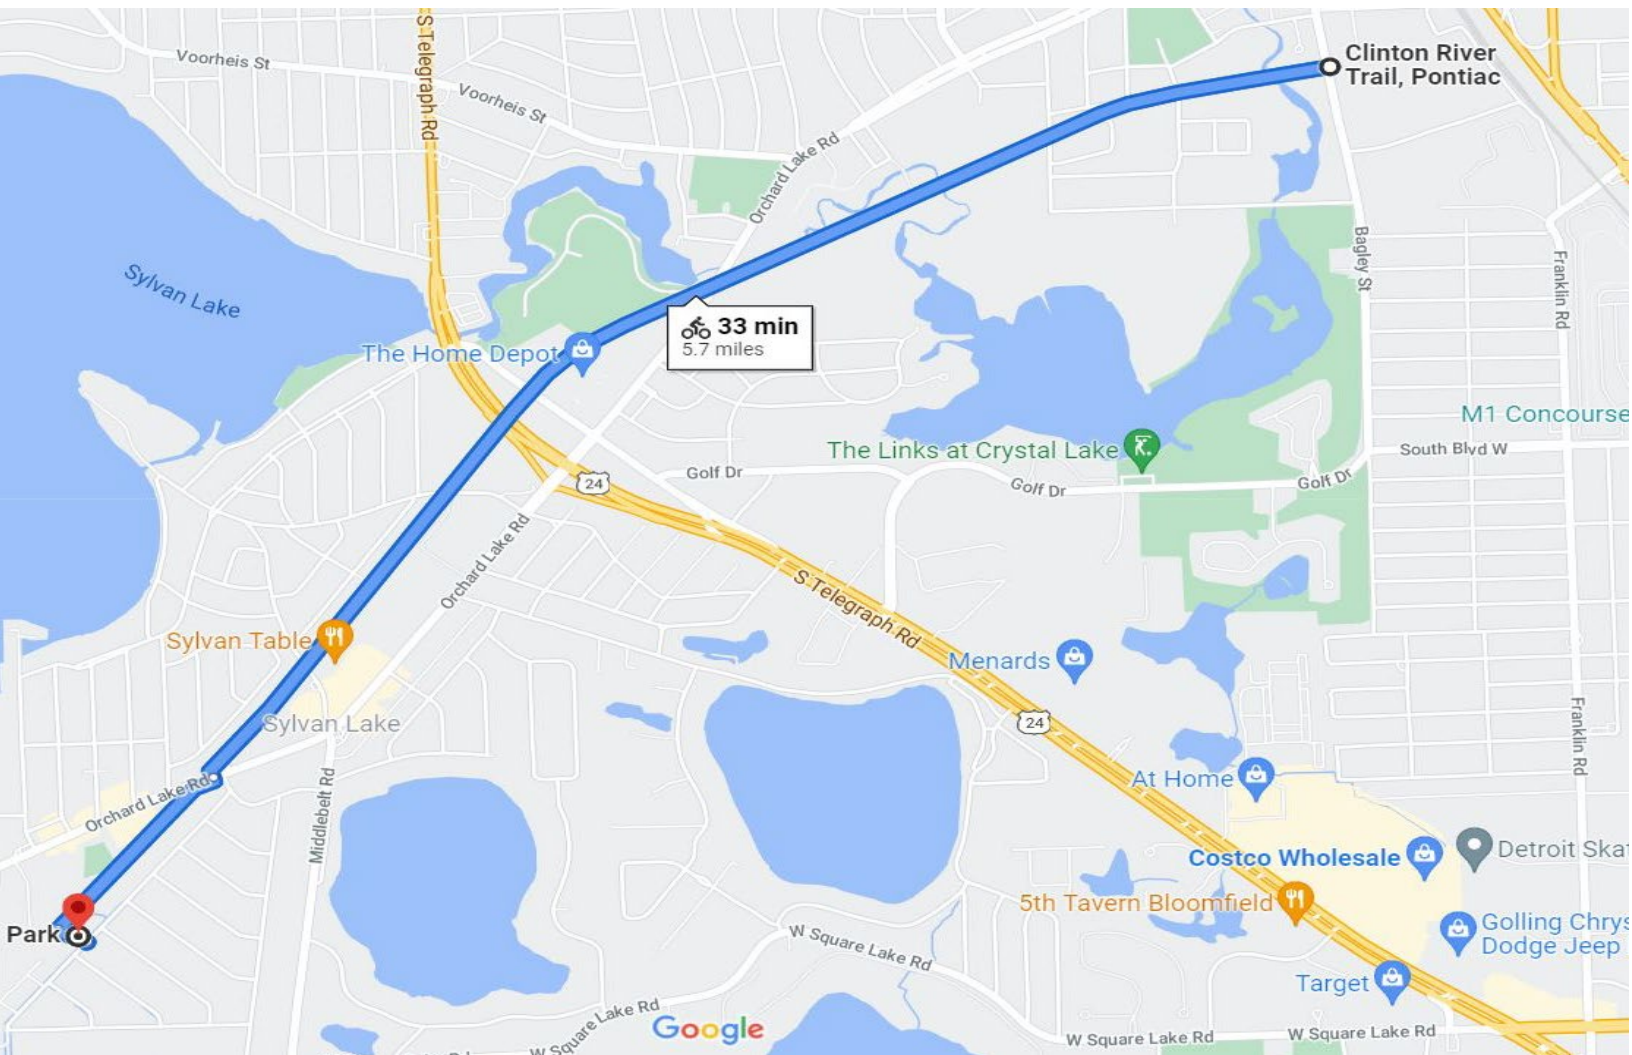 Clinton River
Trail, Pontiac
Voorheis St
S Telegraph Rd
Voorheis St
Orchard Lake Rd
Bagley St
Franklin Rd
Sylvan Lake
33 min
5.7 miles
The Home Depot
M1 Concourse
The Links at Crystal Lake
South Blvd W
Golf Dr
Golf Dr
Golf Dr
24
Orchard Lake Rd
S Telegraph Rd
Sylvan Table
Menards
Sylvan Lake
24
Franklin Rd
At Home
Orchard Lake Rd
Middlebelt Rd
Costco Wholesale
Detroit Ska
5th Tavern Bloomfield
Golling Chrys
Dodge Jeep
Park
W Square Lake Rd
Target
W Square Lake Rd
Google
W Square Lake Rd
W Square Lake Rd